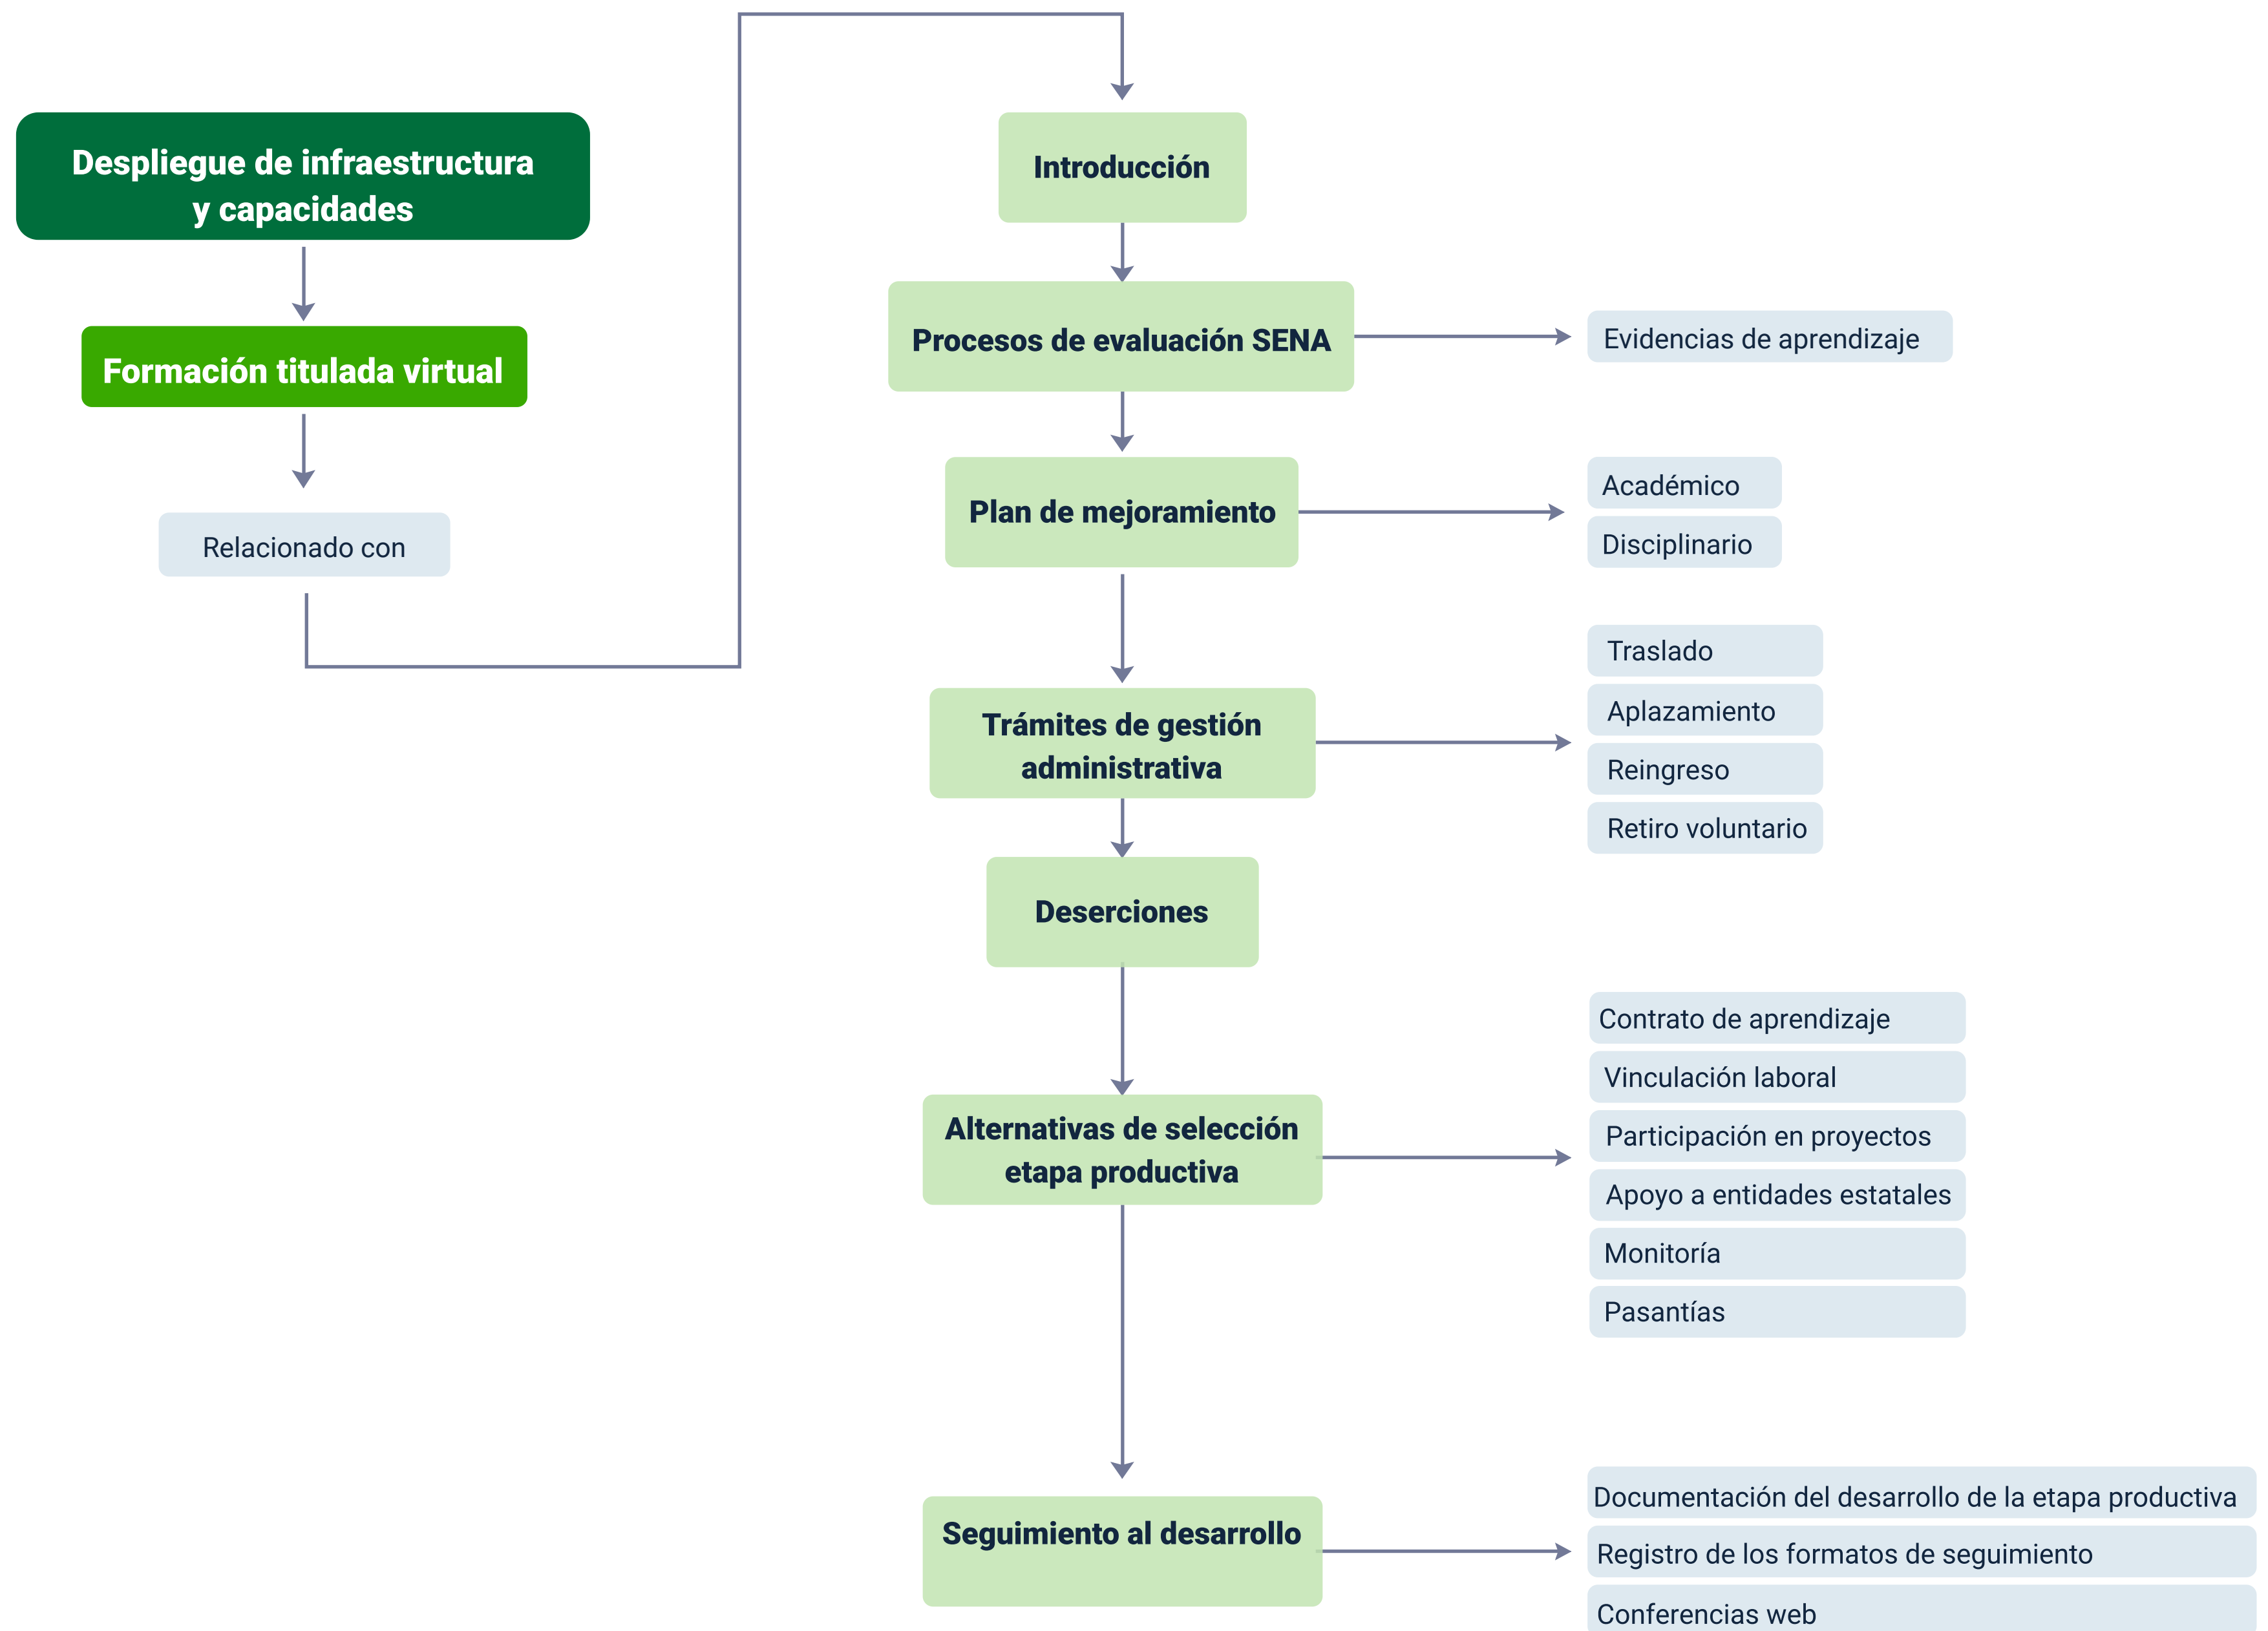 Despliegue de infraestructura
y capacidades
Formación titulada virtual
Relacionado con
Introducción
Procesos de evaluación SENA
Evidencias de aprendizaje
Plan de mejoramiento
Académico
Disciplinario
Trámites de gestión
administrativa
Traslado
Aplazamiento
Reingreso
Retiro voluntario
Deserciones
Alternativas de selección
etapa productiva
Contrato de aprendizaje
Vinculación laboral
Participación en proyectos
Apoyo a entidades estatales
Monitoría
Pasantías
Seguimiento al desarrollo
Documentación del desarrollo de la etapa productiva
Registro de los formatos de seguimiento
Conferencias web